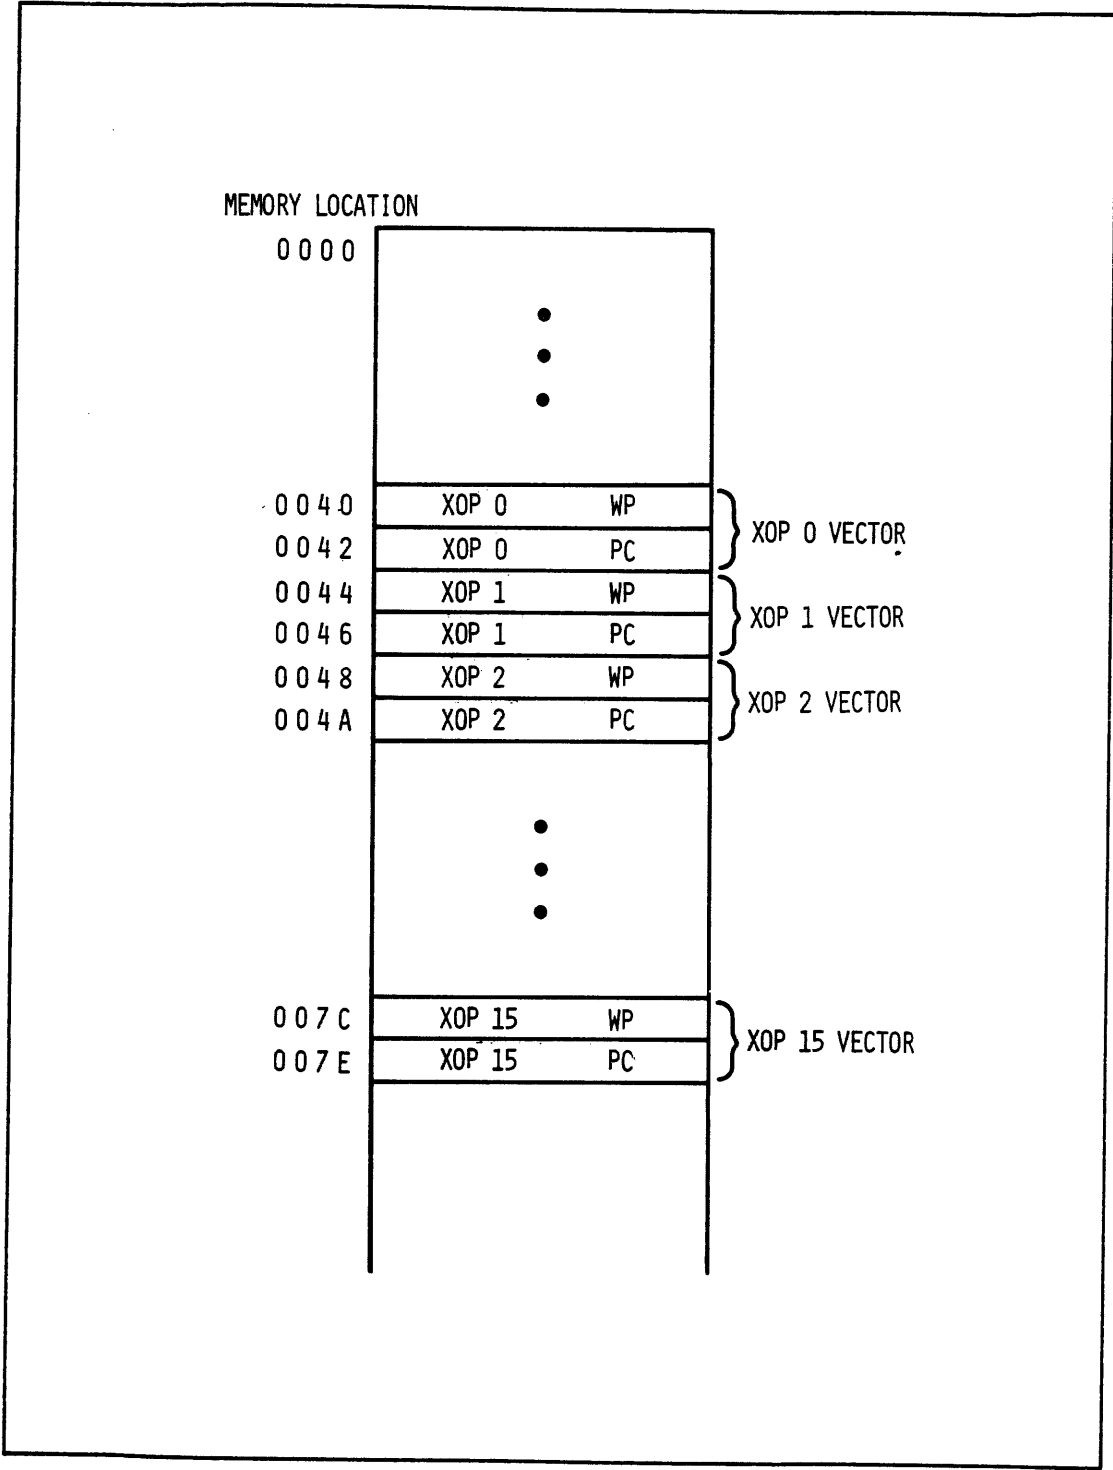 MEMORY LOCATION
0000
0040 XOP 0 WP
0042 XOP 0 PC
XOP 0 VECTOR
0044 XOP 1 WP
0046 XOP 1 PC
XOP 1 VECTOR
0048 XOP 2 WP
004A XOP 2 PC
XOP 2 VECTOR
007C XOP 15 WP
007E XOP 15 PC
XOP 15 VECTOR